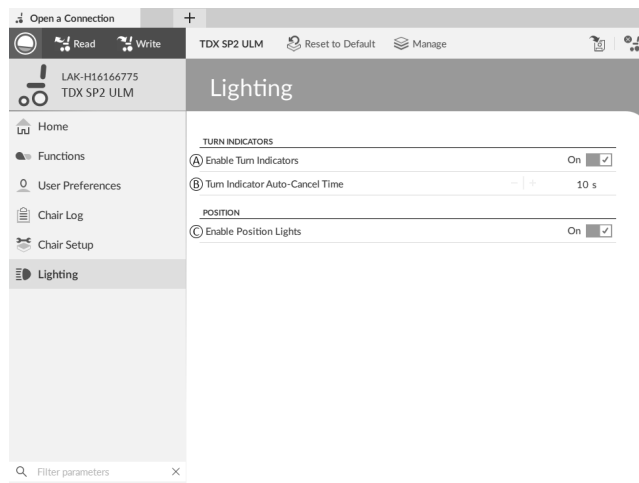 Open a Connection +
Read Write TDX SP2 ULM Reset to Default Manage
LAK-H16166775
TDX SP2 ULM
Lighting
Home
Functions
User Preferences
Chair Log
Chair Setup
Lighting
TURN INDICATORS
A Enable Turn Indicators On
B Turn Indicator Auto-Cancel Time − + 10 s
POSITION
C Enable Position Lights On
Filter parameters